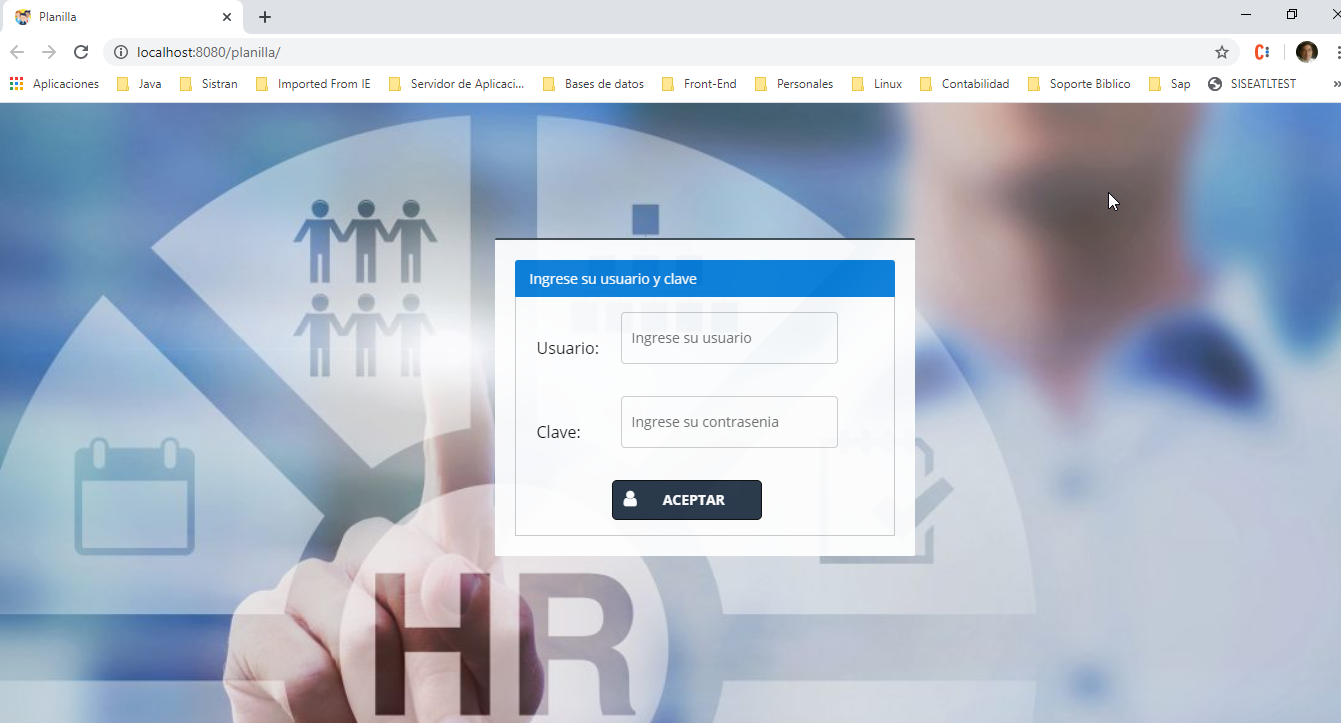 Planilla
localhost:8080/planilla/
Aplicaciones Java Sistran Imported From IE Servidor de Aplicaci... Bases de datos Front-End Personales Linux Contabilidad Soporte Biblico Sap SISEATLTEST »
Ingrese su usuario y clave
Usuario: Ingrese su usuario
Clave: Ingrese su contrasenia
ACEPTAR
HR